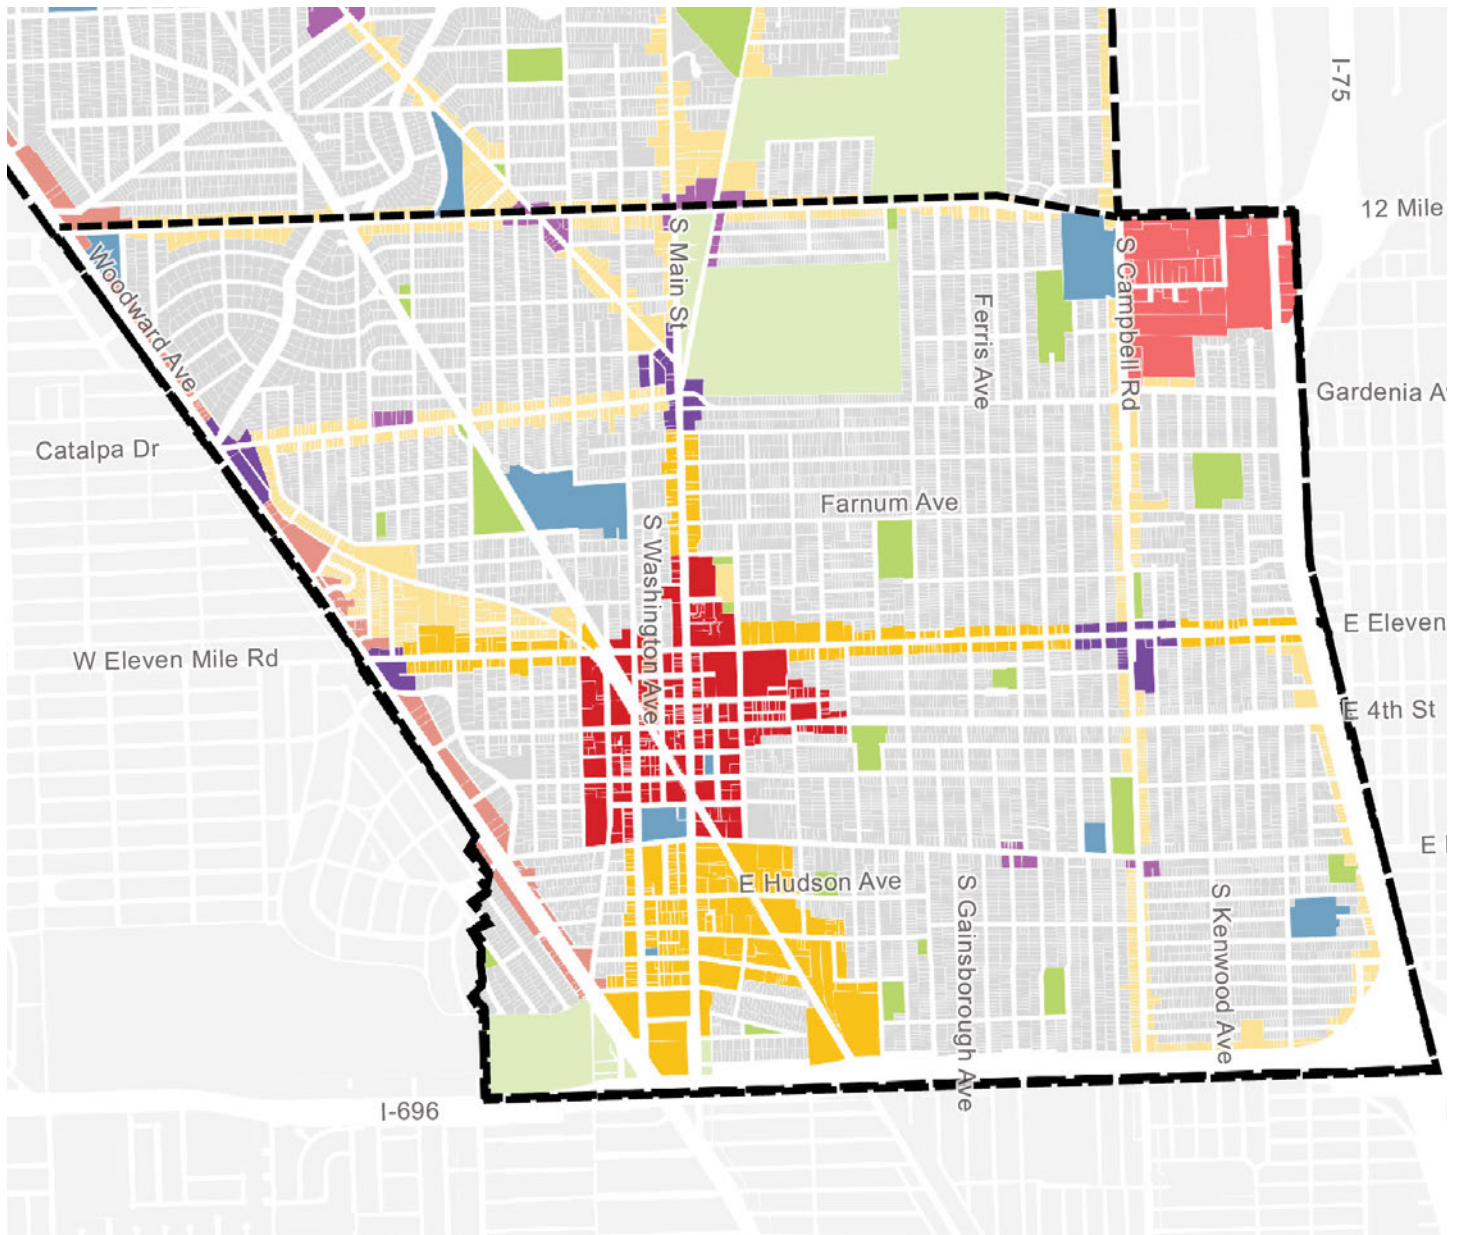 I-75
12 Mile
S Main St
S Campbell Rd
Woodward Ave
Ferris Ave
Gardenia Av
Catalpa Dr
Farnum Ave
S Washington Ave
E Eleven
W Eleven Mile Rd
E 4th St
E
E Hudson Ave
S Gainsborough Ave
S Kenwood Ave
I-696